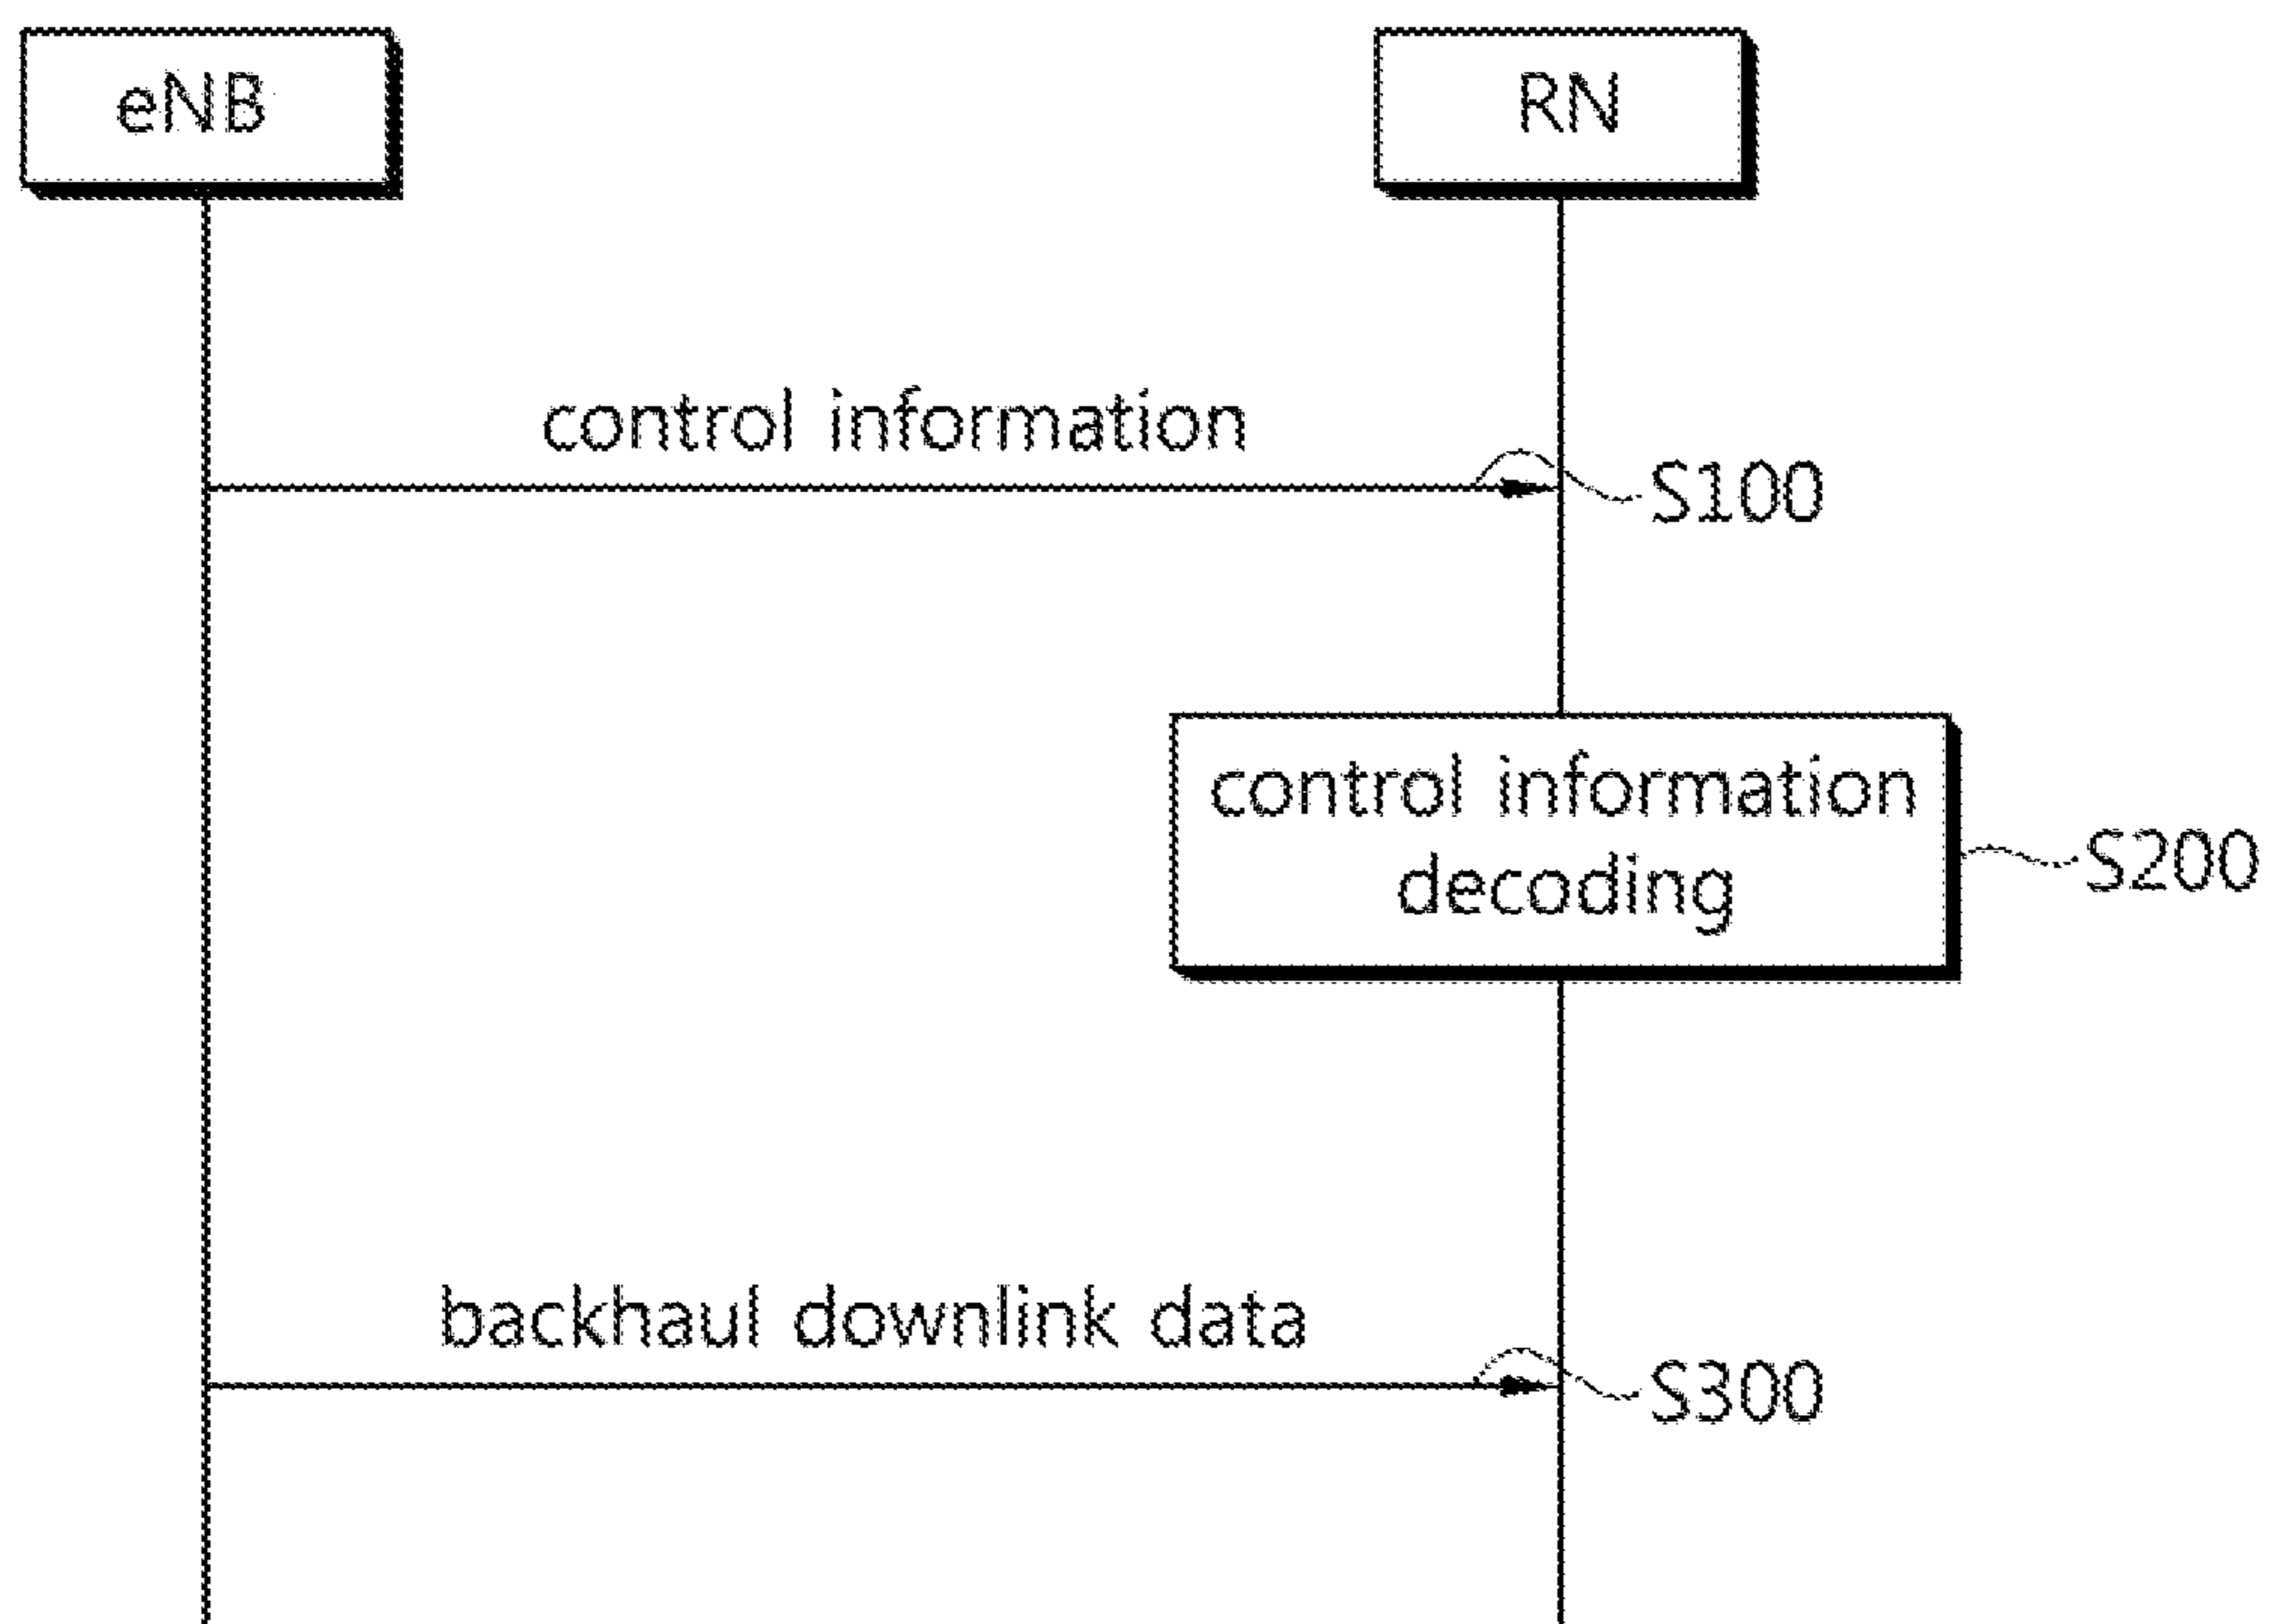 eNB
RN
control information
S100
control information
decoding
S200
backhaul downlink data
S300